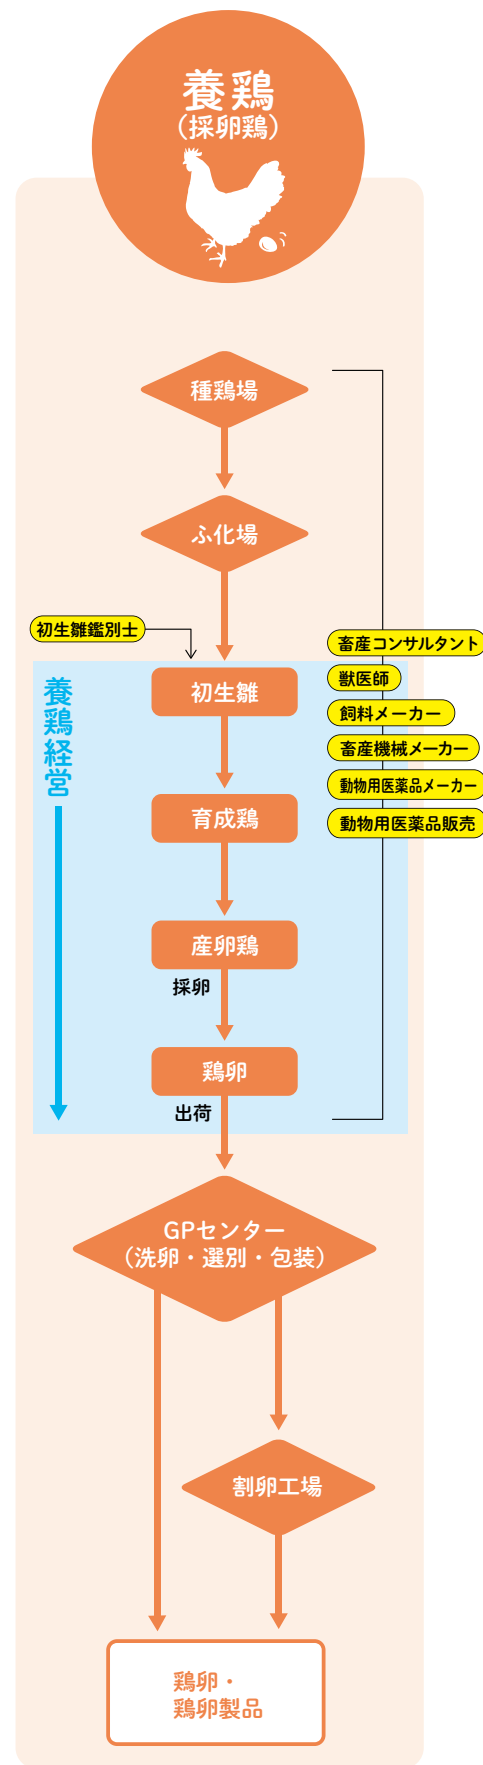 養鶏
（採卵鶏）
種鶏場
ふ化場
初生雛鑑別士
畜産コンサルタント
獣医師
飼料メーカー
畜産機械メーカー
動物用医薬品メーカー
動物用医薬品販売
養鶏経営
初生雛
育成鶏
産卵鶏
採卵
鶏卵
出荷
GPセンター
（洗卵・選別・包装）
割卵工場
鶏卵・
鶏卵製品